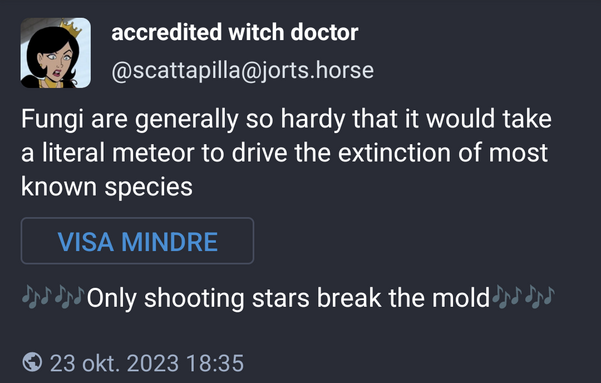 accredited witch doctor
@scattapilla@jorts.horse
Fungi are generally so hardy that it would take
a literal meteor to drive the extinction of most
known species
VISA MINDRE
🎶🎶Only shooting stars break the mold🎶🎶
23 okt. 2023 18:35